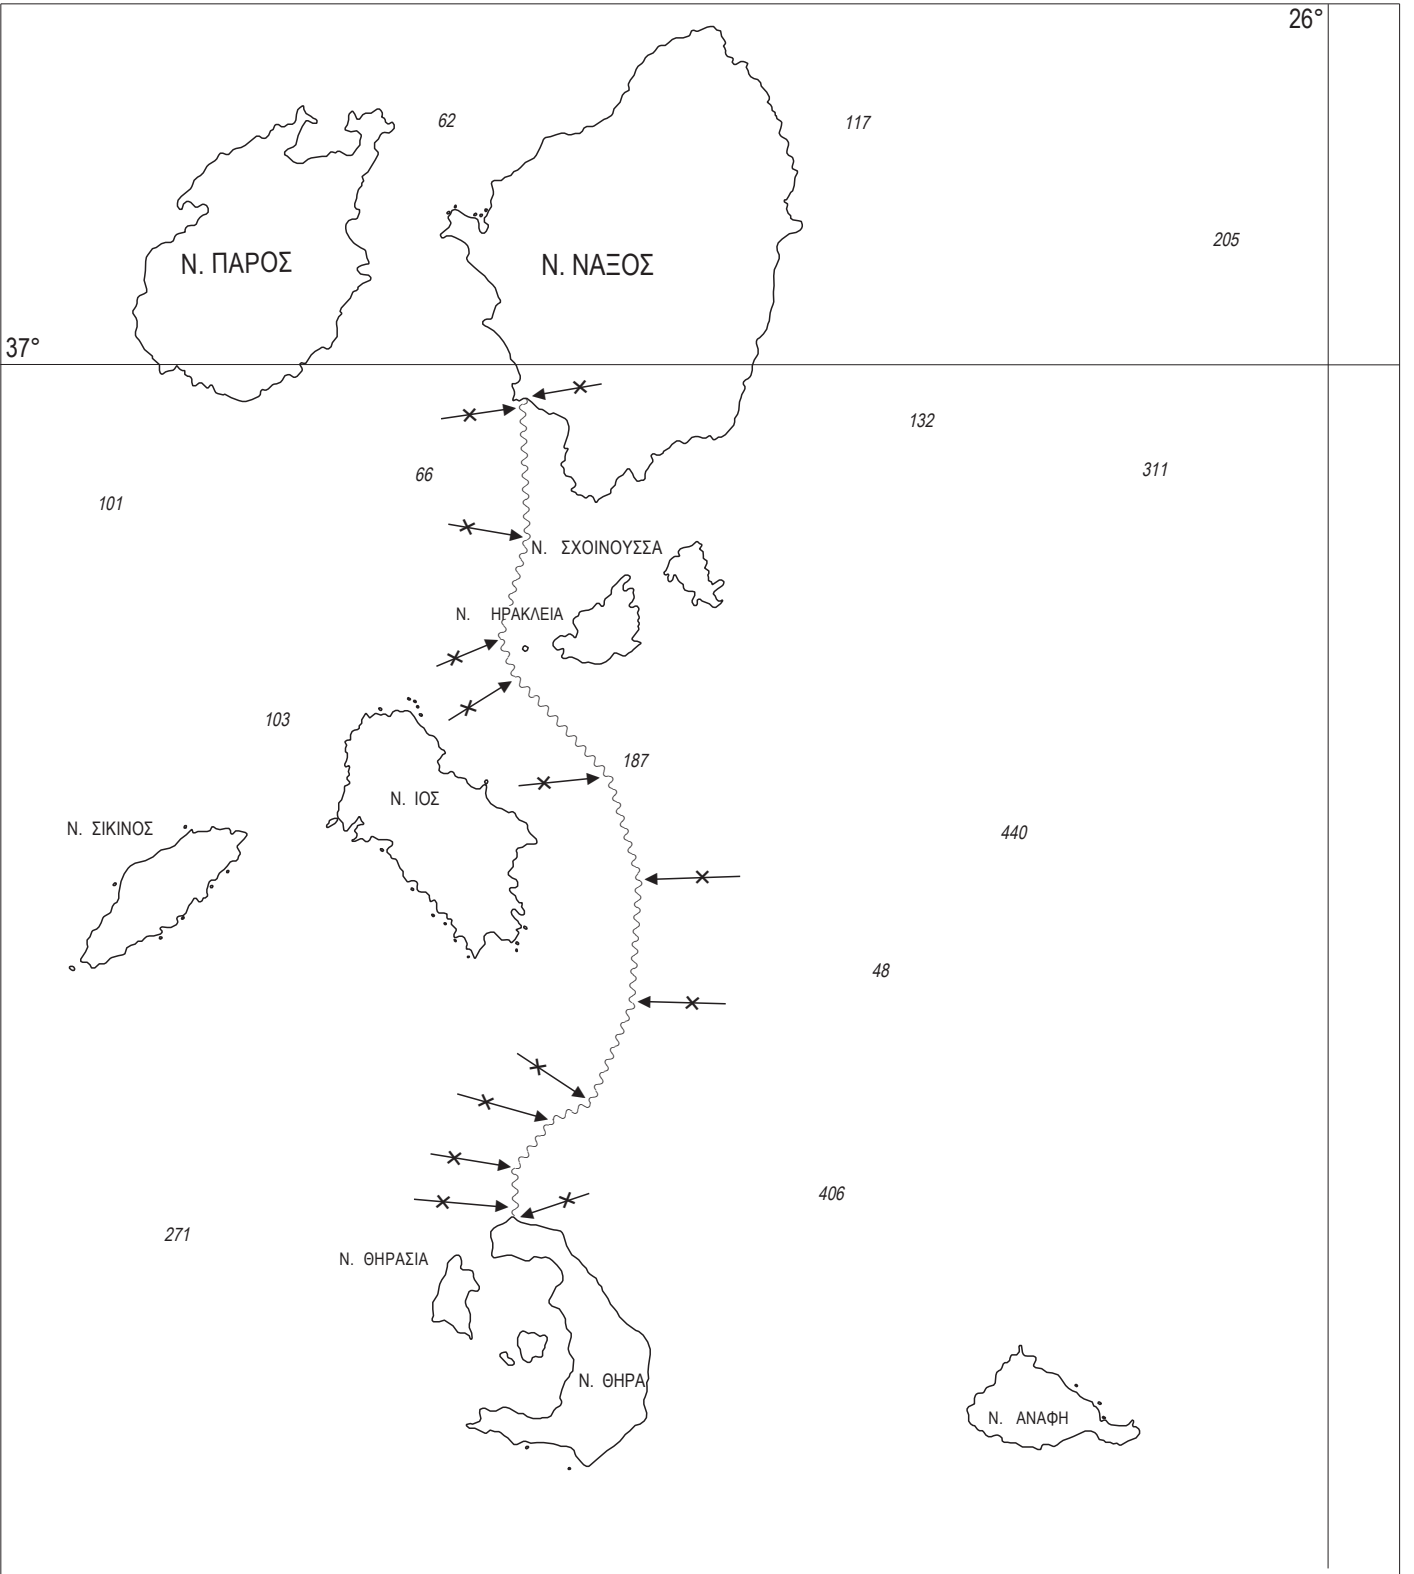 26°
62
117
205
Ν. ΠΑΡΟΣ
Ν. ΝΑΞΟΣ
37°
132
311
66
101
Ν. ΣΧΟΙΝΟΥΣΣΑ
Ν. ΗΡΑΚΛΕΙΑ
103
187
Ν. ΙΟΣ
Ν. ΣΙΚΙΝΟΣ
440
48
406
271
Ν. ΘΗΡΑΣΙΑ
Ν. ΘΗΡΑ
Ν. ΑΝΑΦΗ